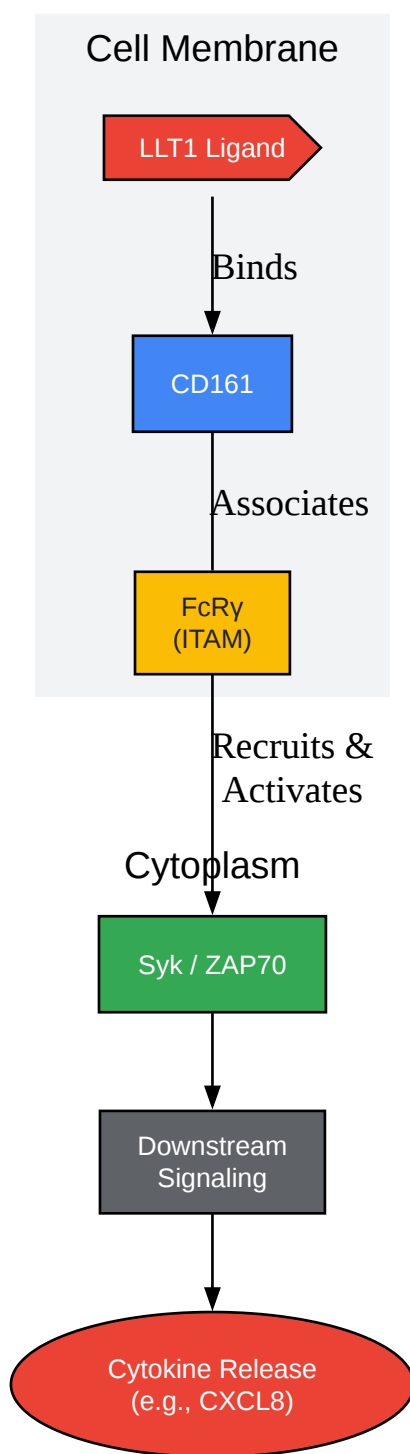 Cell Membrane
LLT1 Ligand
Binds
CD161
Associates
FcRγ
(ITAM)
Recruits &
Activates
Cytoplasm
Syk / ZAP70
Downstream
Signaling
Cytokine Release
(e.g., CXCL8)